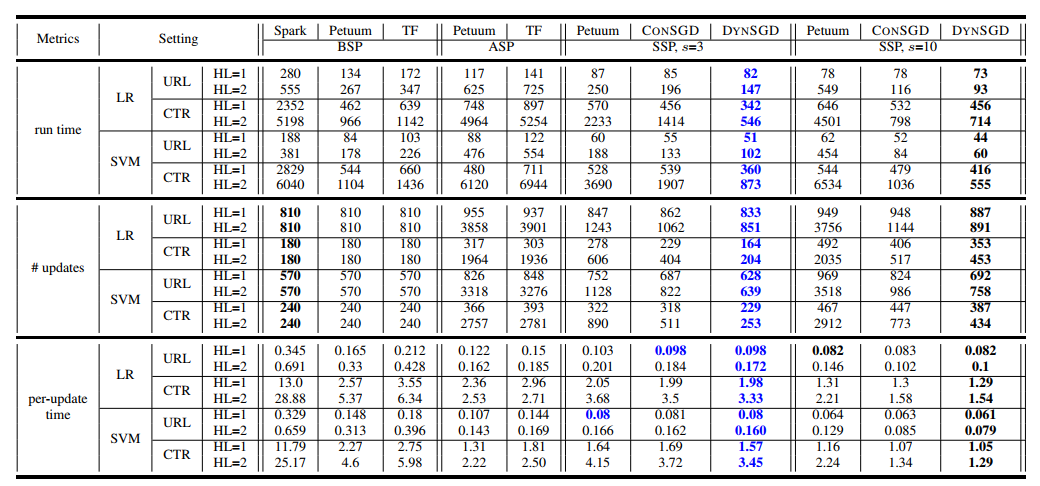 Metrics Setting Spark Petuum TF Petuum TF Petuum CONSGD DYNSGD Petuum CONSGD DYNSGD
BSP ASP SSP, s=3 SSP, s=10
run time LR URL HL=1 280 134 172 117 141 87 85 82 78 78 73
HL=2 555 267 347 625 725 250 196 147 549 116 93
CTR HL=1 2352 462 639 748 897 570 456 342 646 532 456
HL=2 5198 966 1142 4964 5254 2233 1414 546 4501 798 714
SVM URL HL=1 188 84 103 88 122 60 55 51 62 52 44
HL=2 381 178 226 476 554 188 133 102 454 84 60
CTR HL=1 2829 544 660 480 711 528 539 360 544 479 416
HL=2 6040 1104 1436 6120 6944 3690 1907 873 6534 1036 555
# updates LR URL HL=1 810 810 810 955 937 847 862 833 949 948 887
HL=2 810 810 810 3858 3901 1243 1062 851 3756 1144 891
CTR HL=1 180 180 180 317 303 278 229 164 492 406 353
HL=2 180 180 180 1964 1936 606 404 204 2035 517 453
SVM URL HL=1 570 570 570 826 848 752 687 628 969 824 692
HL=2 570 570 570 3318 3276 1128 822 639 3518 986 758
CTR HL=1 240 240 240 366 393 322 318 229 467 447 387
HL=2 240 240 240 2757 2781 890 511 253 2912 773 434
per-update time LR URL HL=1 0.345 0.165 0.212 0.122 0.15 0.103 0.098 0.098 0.082 0.083 0.082
HL=2 0.691 0.33 0.428 0.162 0.185 0.201 0.184 0.172 0.146 0.102 0.1
CTR HL=1 13.0 2.57 3.55 2.36 2.96 2.05 1.99 1.98 1.31 1.3 1.29
HL=2 28.88 5.37 6.34 2.53 2.71 3.68 3.5 3.33 2.21 1.58 1.54
SVM URL HL=1 0.329 0.148 0.18 0.107 0.144 0.08 0.081 0.08 0.064 0.063 0.061
HL=2 0.659 0.313 0.396 0.143 0.169 0.166 0.162 0.160 0.129 0.085 0.079
CTR HL=1 11.79 2.27 2.75 1.31 1.81 1.64 1.69 1.57 1.16 1.07 1.05
HL=2 25.17 4.6 5.98 2.22 2.50 4.15 3.72 3.45 2.24 1.34 1.29